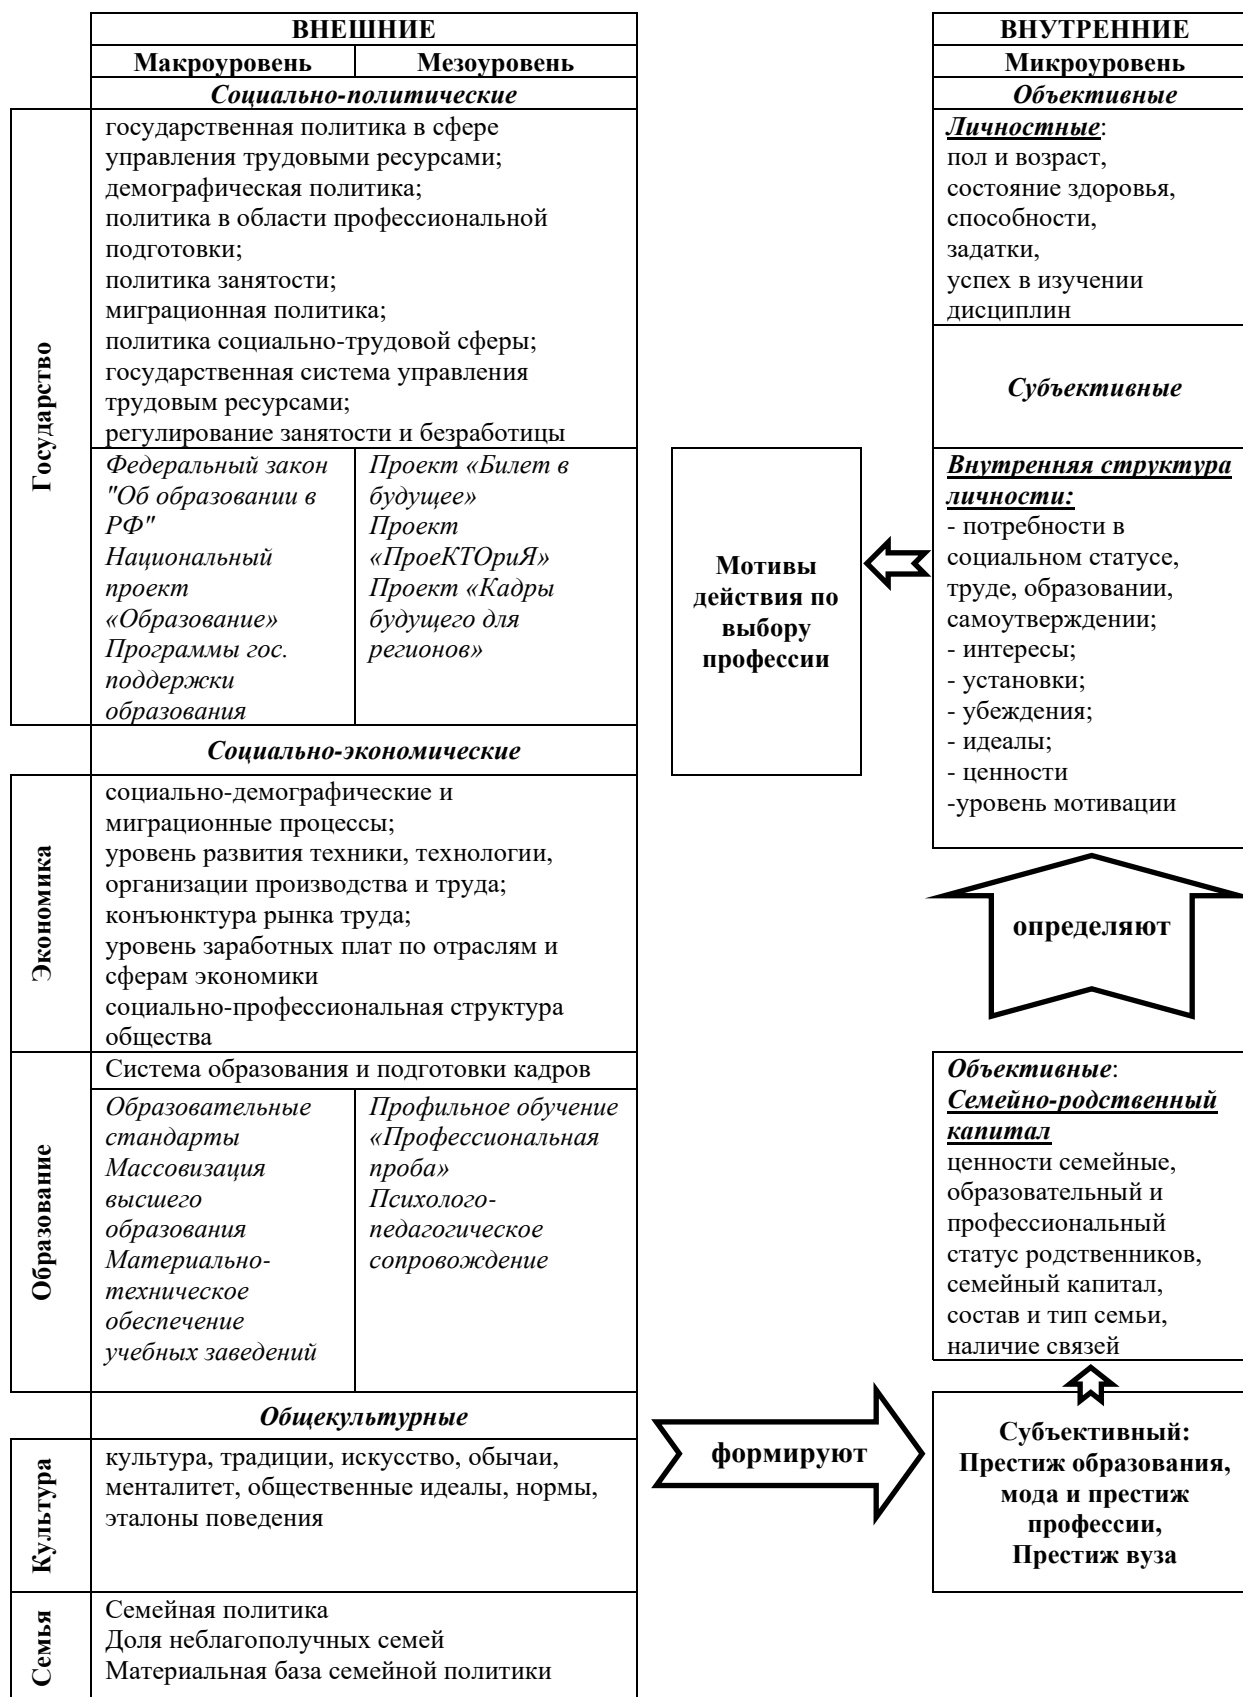 ВНЕШНИЕ
Макроуровень
Мезоуровень
Социально-политические
Государство
государственная политика в сфере
управления трудовыми ресурсами;
демографическая политика;
политика в области профессиональной
подготовки;
политика занятости;
миграционная политика;
политика социально-трудовой сферы;
государственная система управления
трудовым ресурсами;
регулирование занятости и безработицы
Федеральный закон
"Об образовании в
РФ"
Национальный
проект
«Образование»
Программы гос.
поддержки
образования
Проект «Билет в
будущее»
Проект
«ПроеКТОриЯ»
Проект «Кадры
будущего для
регионов»
Социально-экономические
Экономика
социально-демографические и
миграционные процессы;
уровень развития техники, технологии,
организации производства и труда;
конъюнктура рынка труда;
уровень заработных плат по отраслям и
сферам экономики
социально-профессиональная структура
общества
Образование
Система образования и подготовки кадров
Образовательные
стандарты
Массовизация
высшего
образования
Материально-
техническое
обеспечение
учебных заведений
Профильное обучение
«Профессиональная
проба»
Психолого-
педагогическое
сопровождение
Общекультурные
Культура
культура, традиции, искусство, обычаи,
менталитет, общественные идеалы, нормы,
эталоны поведения
Семья
Семейная политика
Доля неблагополучных семей
Материальная база семейной политики
формируют
Мотивы
действия по
выбору
профессии
ВНУТРЕННИЕ
Микроуровень
Объективные
Личностные:
пол и возраст,
состояние здоровья,
способности,
задатки,
успех в изучении
дисциплин
Субъективные
Внутренняя структура
личности:
- потребности в
социальном статусе,
труде, образовании,
самоутверждении;
- интересы;
- установки;
- убеждения;
- идеалы;
- ценности
-уровень мотивации
определяют
Объективные:
Семейно-родственный
капитал
ценности семейные,
образовательный и
профессиональный
статус родственников,
семейный капитал,
состав и тип семьи,
наличие связей
Субъективный:
Престиж образования,
мода и престиж
профессии,
Престиж вуза